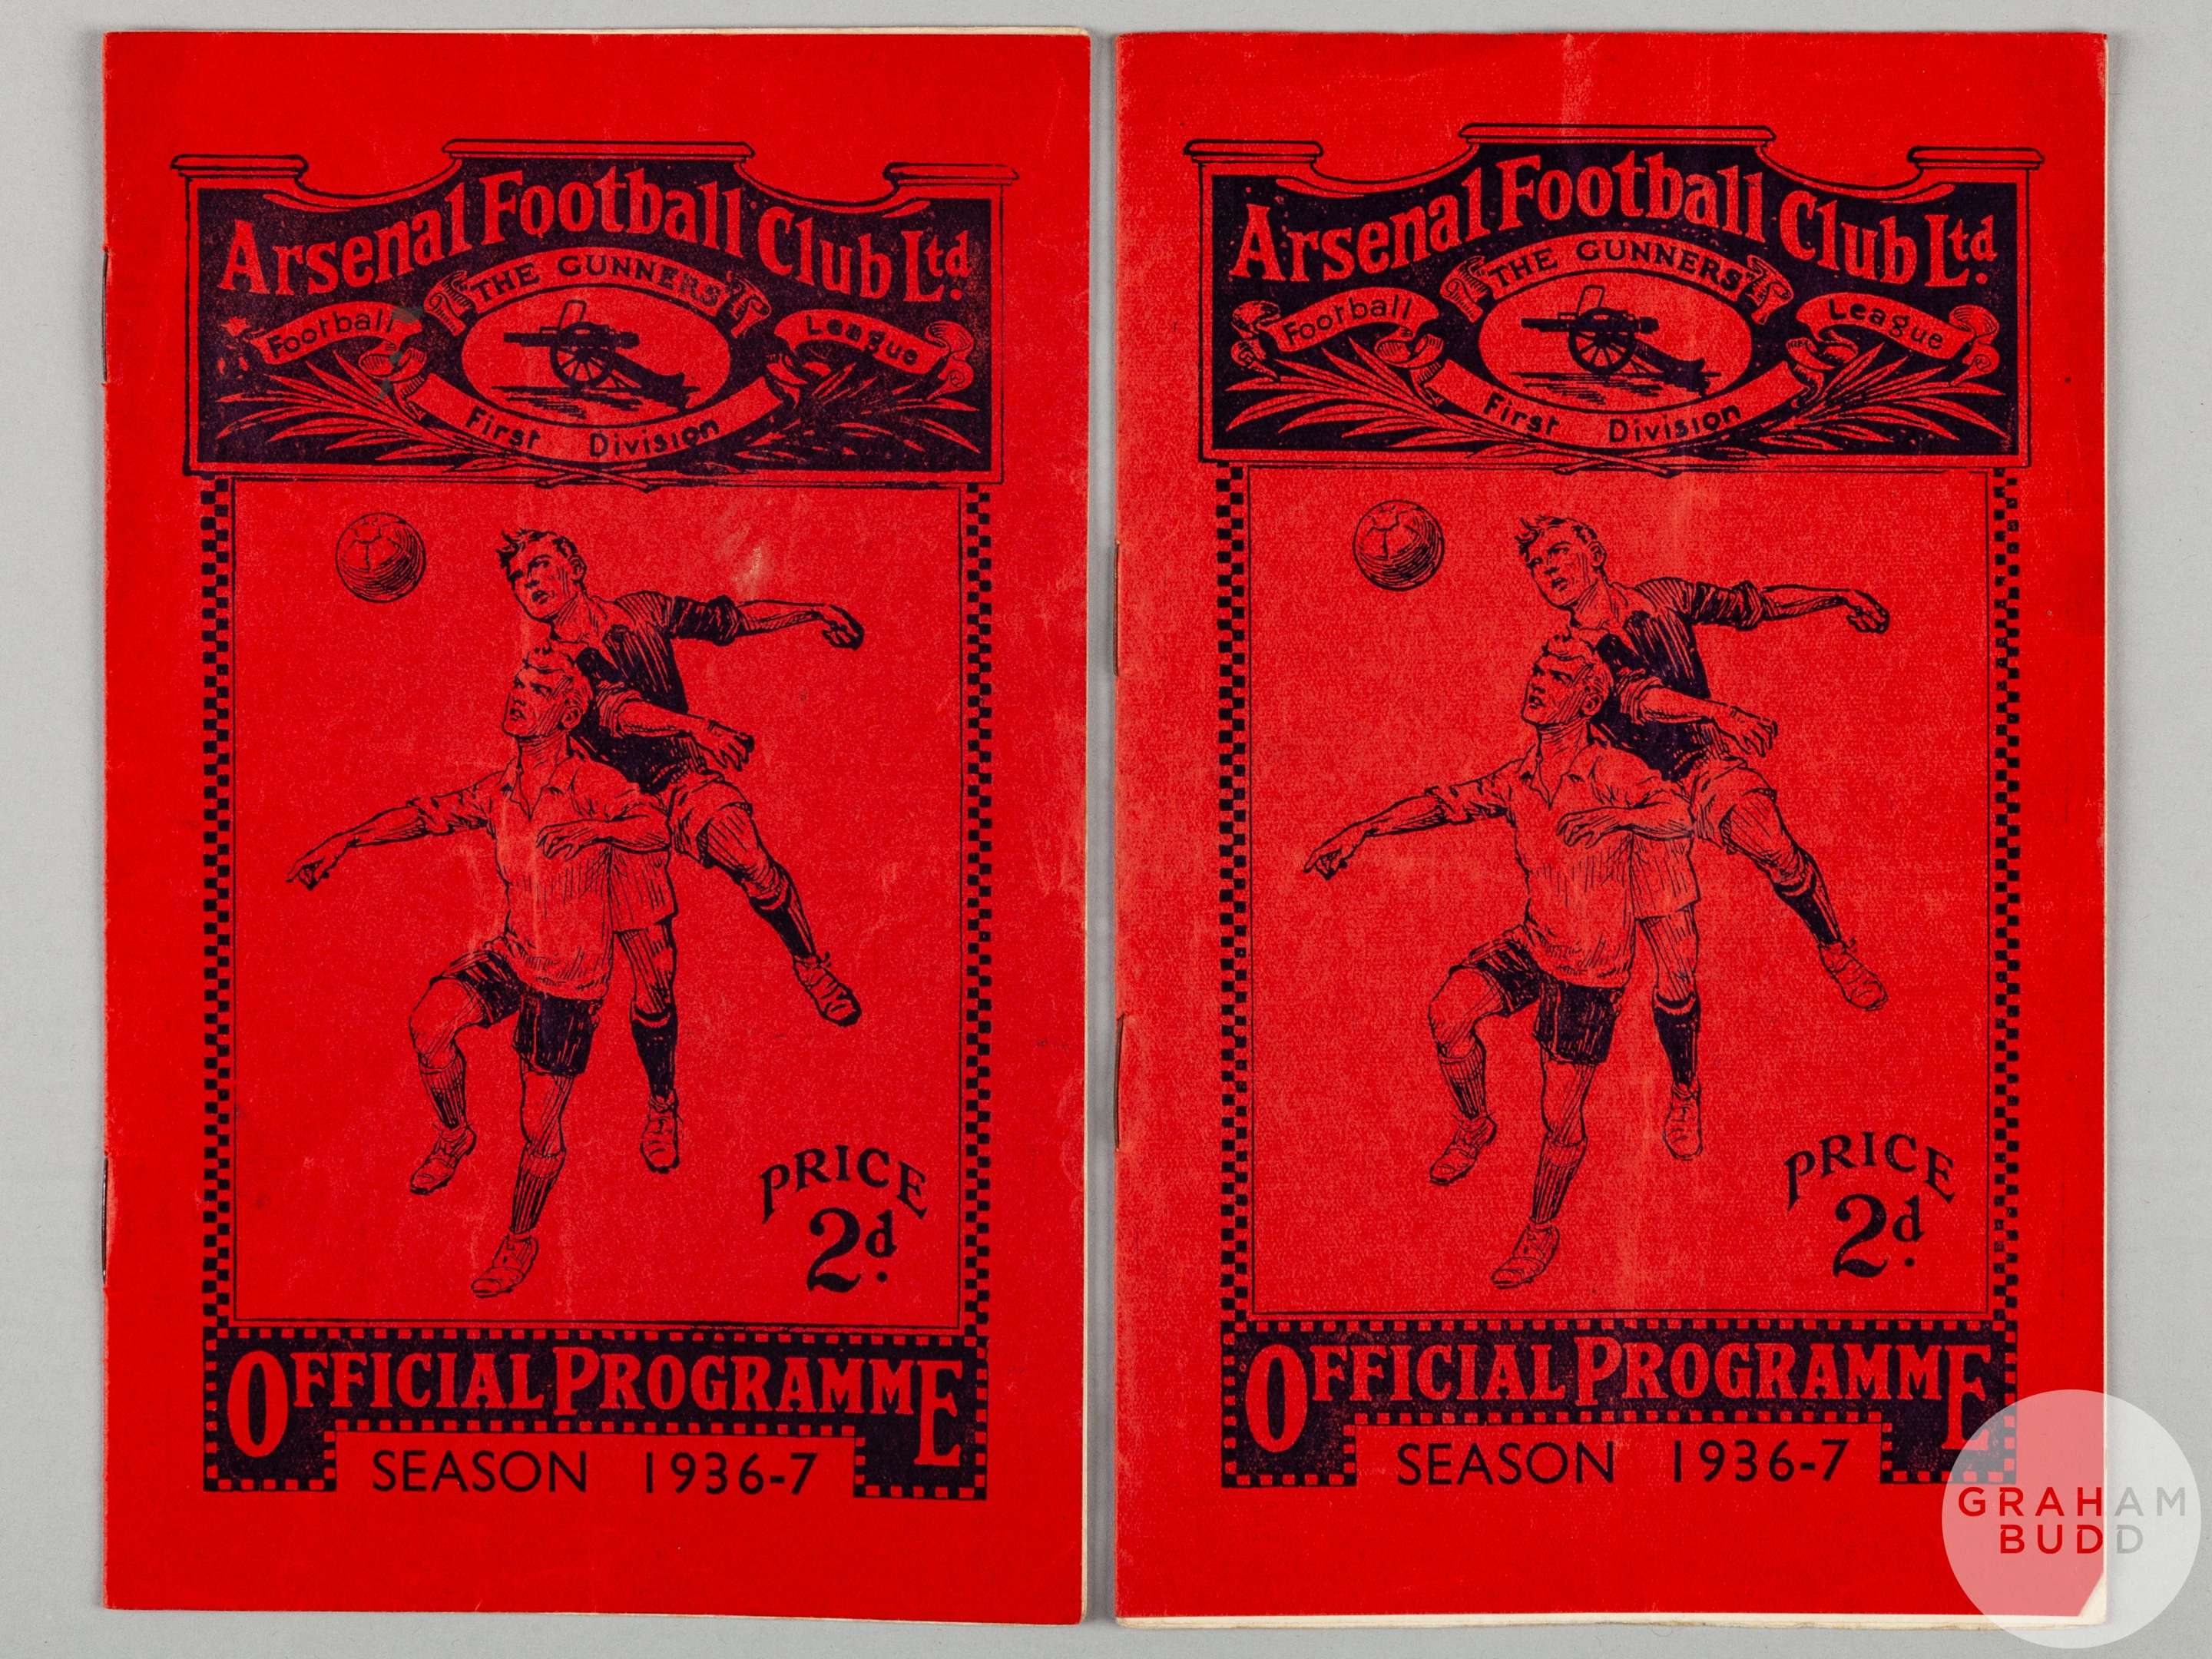 Arsenal Football Club Ltd.
"THE GUNNERS"
Football League
First Division
PRICE
2d.
OFFICIAL PROGRAMME
SEASON 1936-7
Arsenal Football Club Ltd.
"THE GUNNERS"
Football League
First Division
PRICE
2d.
OFFICIAL PROGRAMME
SEASON 1936-7
GRAHAM
BUDD